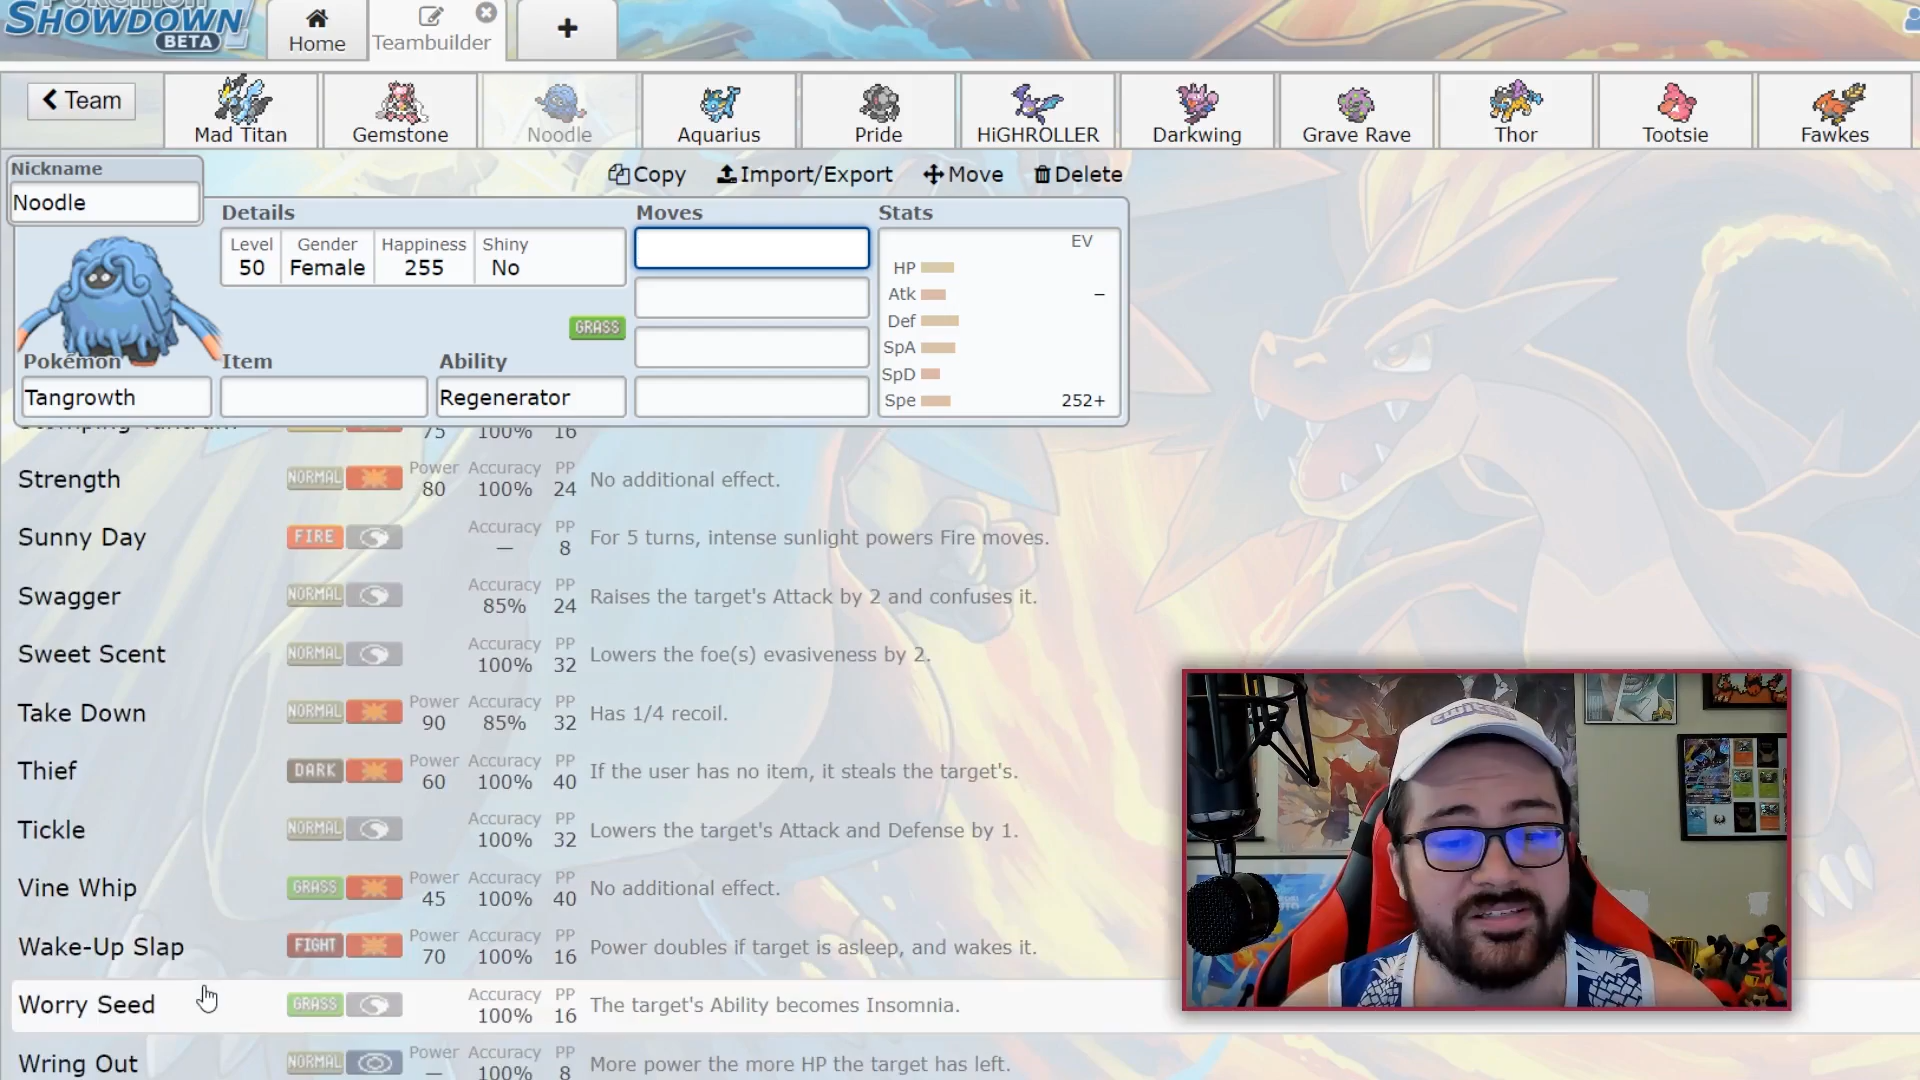 Pokémon
SHOWDOWN
BETA
Home
Teambuilder
+
Team
Mad Titan
Gemstone
Noodle
Aquarius
Pride
HiGHROLLER
Darkwing
Grave Rave
Thor
Tootsie
Fawkes
Nickname
Noodle
Copy
Import/Export
Move
Delete
Details
Moves
Stats
Level
50
Gender
Female
Happiness
255
Shiny
No
GRASS
Pokémon
Tangrowth
Item
Ability
Regenerator
EV
HP
Atk –
Def
SpA
SpD
Spe 252+
Stomping Tantrum 75 100% 16
Strength NORMAL Power 80 Accuracy 100% PP 24 No additional effect.
Sunny Day FIRE Accuracy — PP 8 For 5 turns, intense sunlight powers Fire moves.
Swagger NORMAL Accuracy 85% PP 24 Raises the target's Attack by 2 and confuses it.
Sweet Scent NORMAL Accuracy 100% PP 32 Lowers the foe(s) evasiveness by 2.
Take Down NORMAL Power 90 Accuracy 85% PP 32 Has 1/4 recoil.
Thief DARK Power 60 Accuracy 100% PP 40 If the user has no item, it steals the target's.
Tickle NORMAL Accuracy 100% PP 32 Lowers the target's Attack and Defense by 1.
Vine Whip GRASS Power 45 Accuracy 100% PP 40 No additional effect.
Wake-Up Slap FIGHT Power 70 Accuracy 100% PP 16 Power doubles if target is asleep, and wakes it.
Worry Seed GRASS Accuracy 100% PP 16 The target's Ability becomes Insomnia.
Wring Out NORMAL Power — Accuracy 100% PP 8 More power the more HP the target has left.
twitch